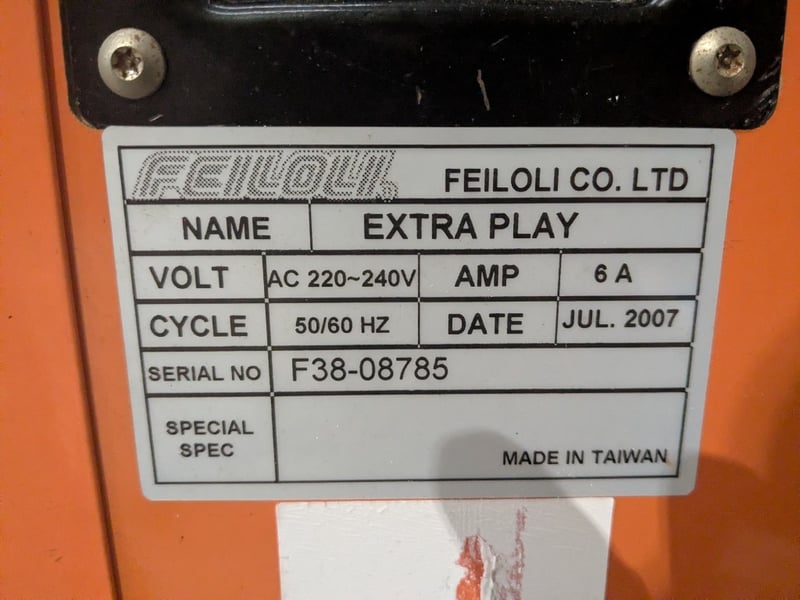 FEILOLI FEILOLI CO. LTD
NAME EXTRA PLAY
VOLT AC 220~240V AMP 6 A
CYCLE 50/60 HZ DATE JUL. 2007
SERIAL NO F38-08785
SPECIAL
SPEC
MADE IN TAIWAN